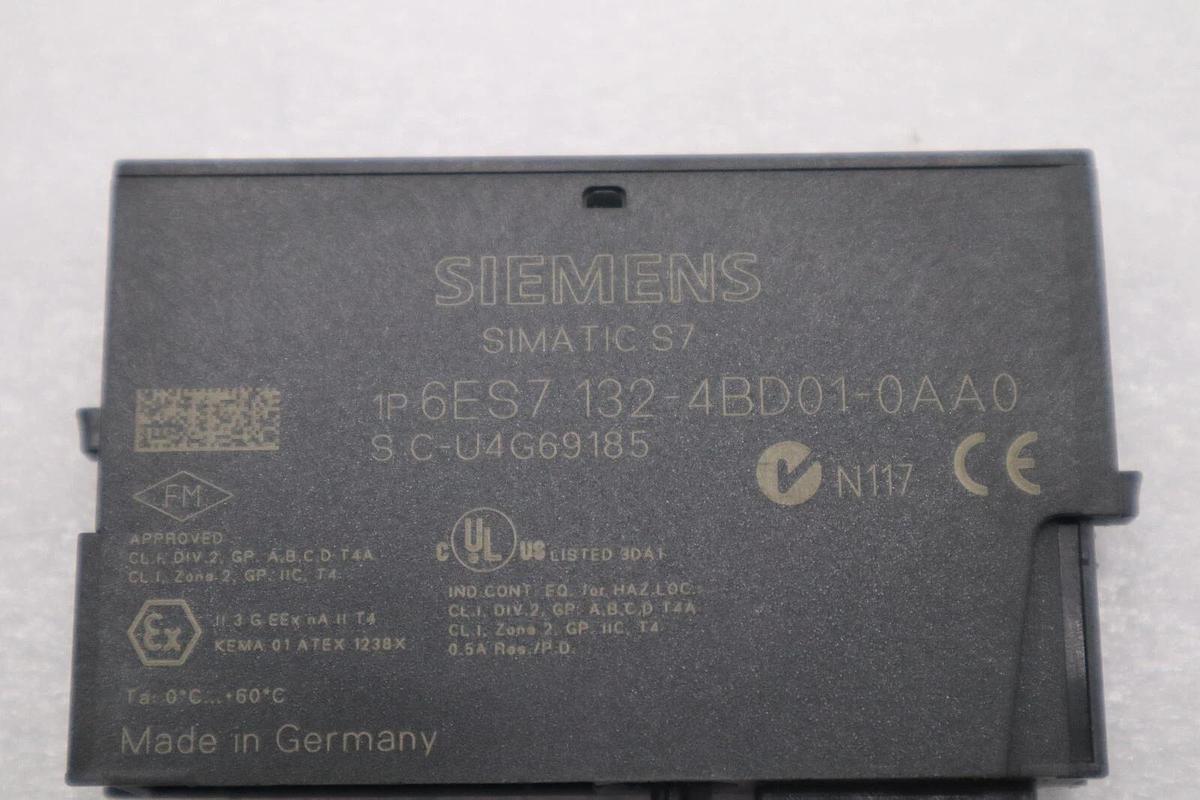 SIEMENS
SIMATIC S7
1P 6ES7 132-4BD01-0AA0
S C-U4G69185
N117 CE
FM
APPROVED
CL.I, DIV.2, GP. A,B,C,D T4A
CL.I, Zone 2, GP. IIC, T4
C UL US LISTED 3DA1
IND.CONT. EQ. for HAZ.LOC.:
CL.I, DIV.2, GP. A,B,C,D T4A
CL.I, Zone 2, GP. IIC, T4
0.5A Res./P.D.
Ex II 3 G EEx nA II T4
KEMA 01 ATEX 1238X
Ta: 0°C...+60°C
Made in Germany